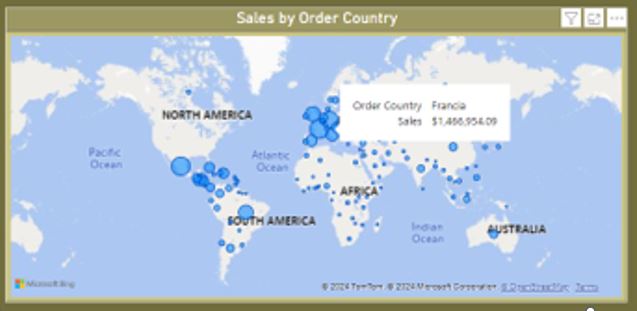 Sales by Order Country
NORTH AMERICA
Pacific
Ocean
Atlantic
Ocean
Order Country Francia
Sales $1,466,954.09
AFRICA
SOUTH AMERICA
Indian
Ocean
AUSTRALIA
Microsoft Bing
© 2024 TomTom, © 2024 Microsoft Corporation, © OpenStreetMap Terms